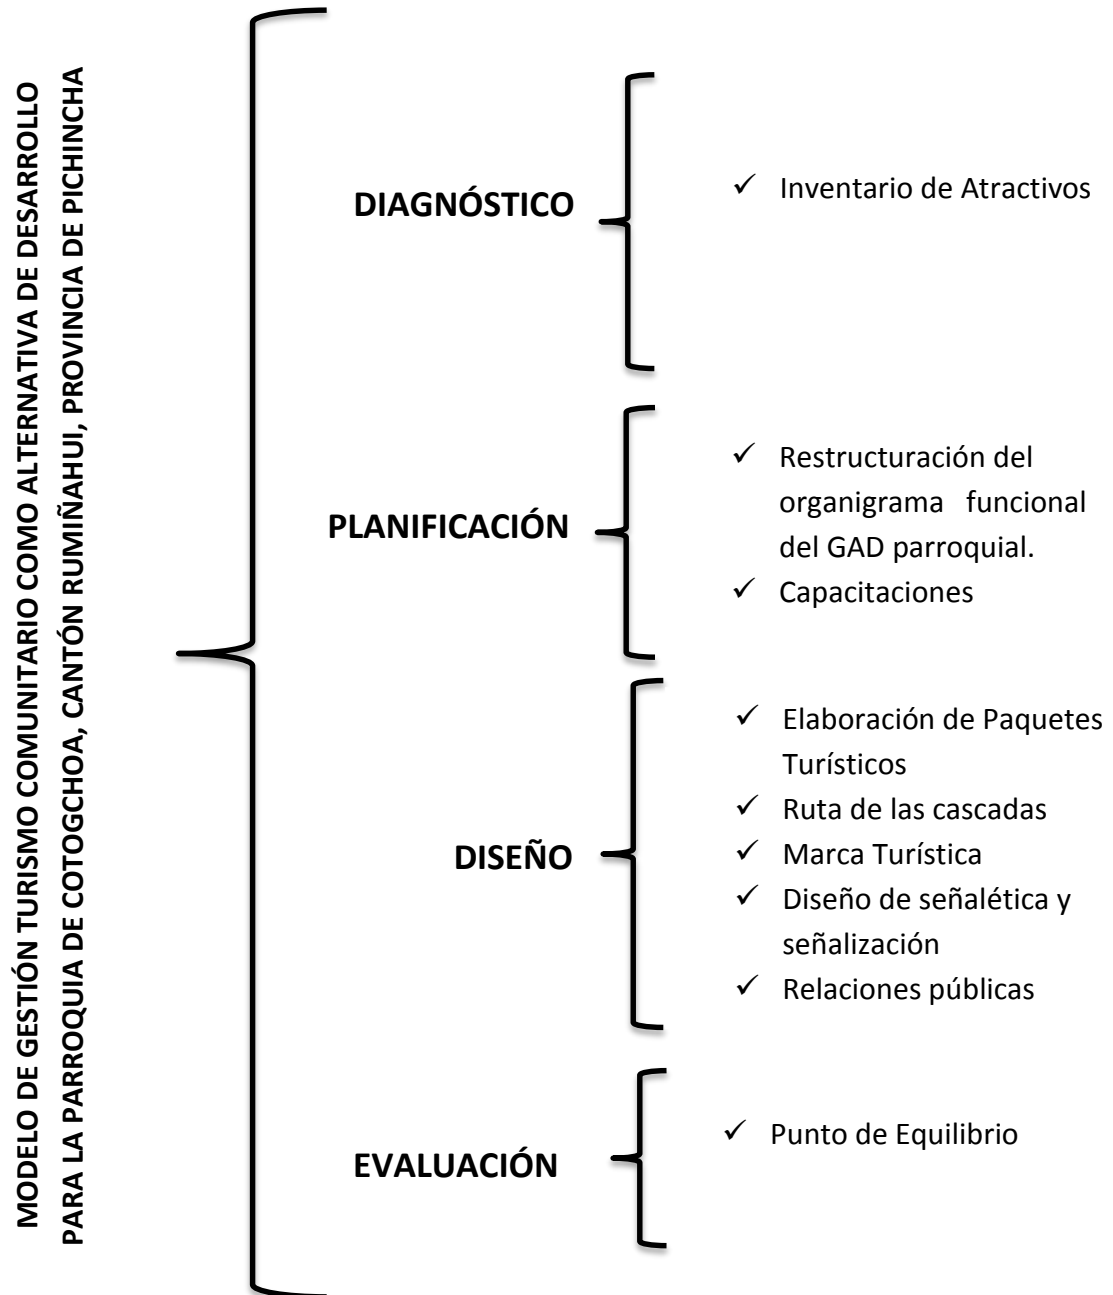 MODELO DE GESTIÓN TURISMO COMUNITARIO COMO ALTERNATIVA DE DESARROLLO
PARA LA PARROQUIA DE COTOGCHOA, CANTÓN RUMIÑAHUI, PROVINCIA DE PICHINCHA
DIAGNÓSTICO
✓ Inventario de Atractivos
PLANIFICACIÓN
✓ Restructuración del
organigrama funcional
del GAD parroquial.
✓ Capacitaciones
DISEÑO
✓ Elaboración de Paquetes
Turísticos
✓ Ruta de las cascadas
✓ Marca Turística
✓ Diseño de señalética y
señalización
✓ Relaciones públicas
EVALUACIÓN
✓ Punto de Equilibrio